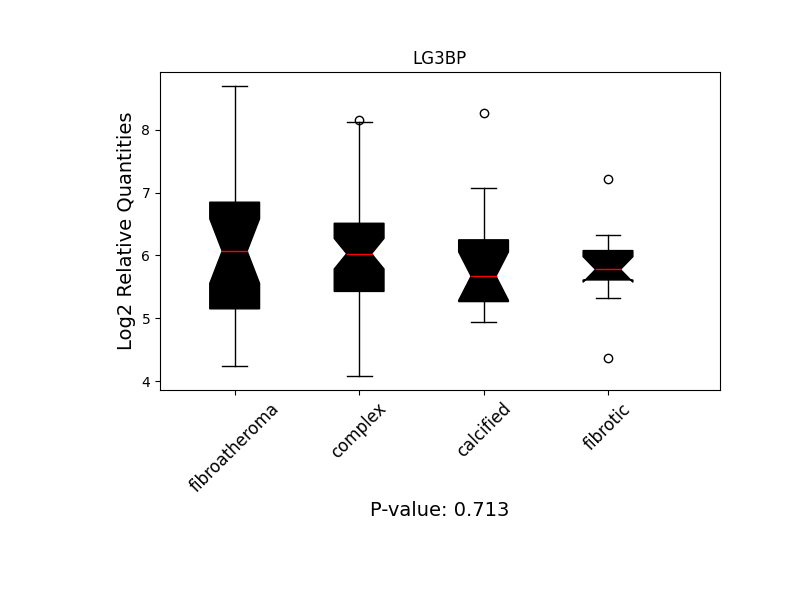 LG3BP
Log2 Relative Quantities
8
7
6
5
4
fibroatheroma
complex
calcified
fibrotic
P-value: 0.713